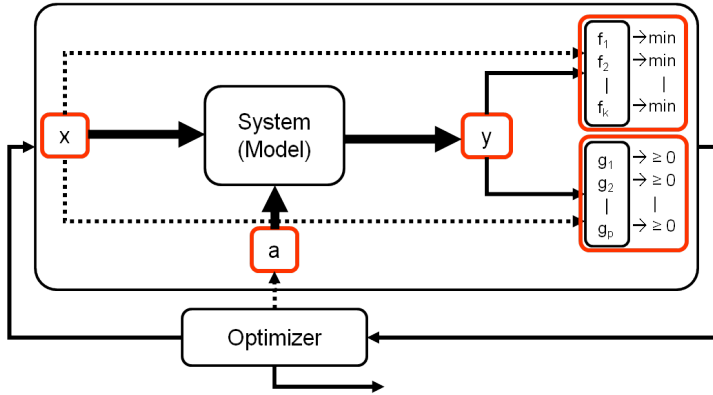 f₁ →min
f₂ →min
|
|
fₖ →min
x
System
(Model)
y
g₁ → ≥ 0
g₂ → ≥ 0
|
|
gₚ → ≥ 0
a
Optimizer